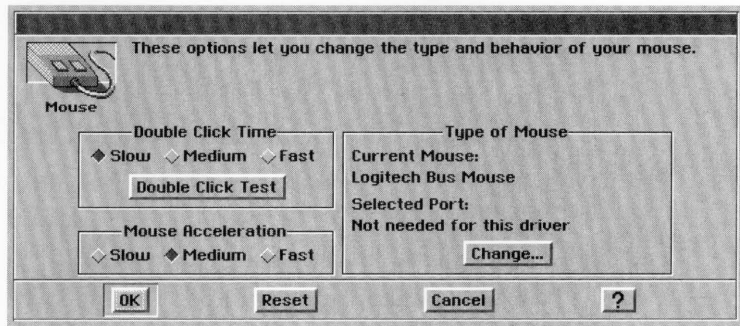 These options let you change the type and behavior of your mouse.
Mouse
Double Click Time
Slow Medium Fast
Double Click Test
Mouse Acceleration
Slow Medium Fast
Type of Mouse
Current Mouse:
Logitech Bus Mouse
Selected Port:
Not needed for this driver
Change...
OK Reset Cancel ?